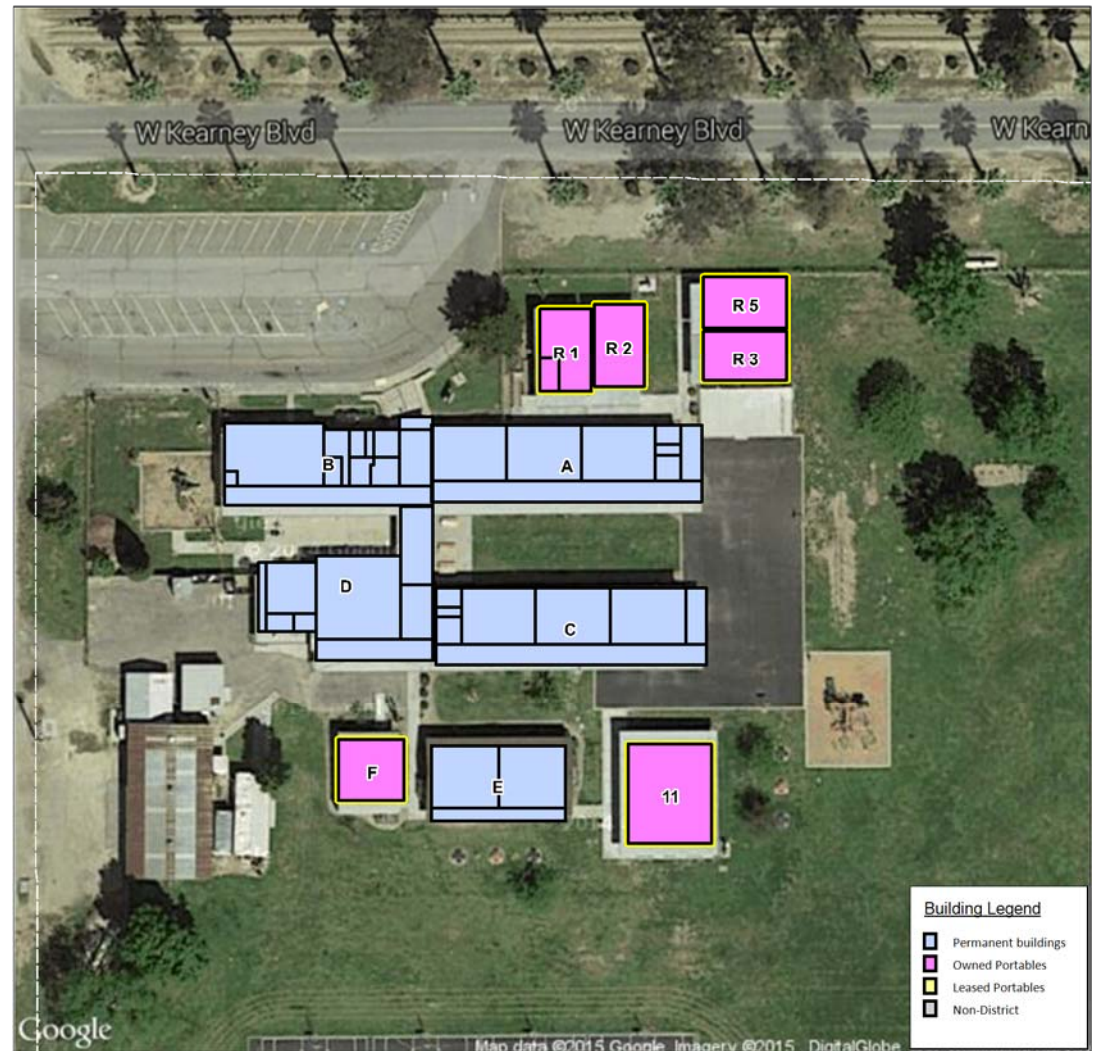 W Kearney Blvd
W Kearney Blvd
W Kearn
R 5
R 1
R 2
R 3
B
A
D
C
F
E
11
Building Legend
Permanent buildings
Owned Portables
Leased Portables
Non-District
Google
Map data ©2015 Google Imagery ©2015 , DigitalGlobe